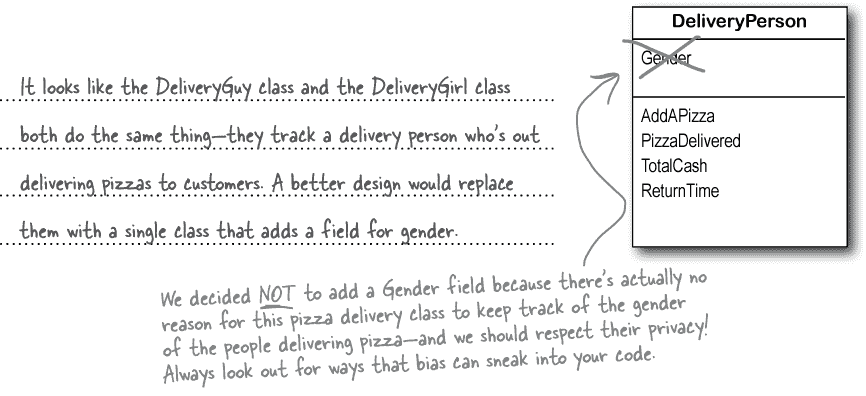 It looks like the DeliveryGuy class and the DeliveryGirl class
both do the same thing—they track a delivery person who's out
delivering pizzas to customers. A better design would replace
them with a single class that adds a field for gender.
DeliveryPerson
Gender
AddAPizza
PizzaDelivered
TotalCash
ReturnTime
We decided NOT to add a Gender field because there's actually no
reason for this pizza delivery class to keep track of the gender
of the people delivering pizza—and we should respect their privacy!
Always look out for ways that bias can sneak into your code.